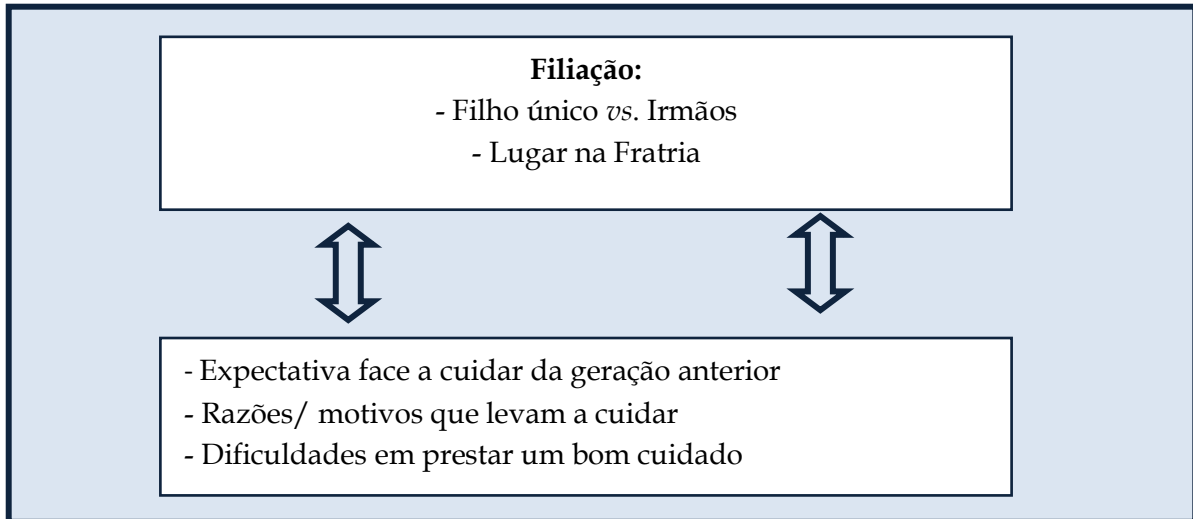 Filiação:
- Filho único vs. Irmãos
- Lugar na Fratria
- Expectativa face a cuidar da geração anterior
- Razões/ motivos que levam a cuidar
- Dificuldades em prestar um bom cuidado